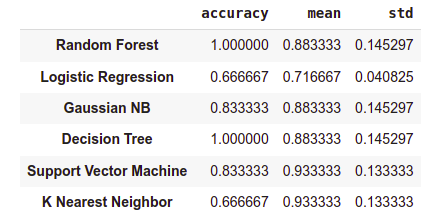 accuracy mean std
Random Forest 1.000000 0.883333 0.145297
Logistic Regression 0.666667 0.716667 0.040825
Gaussian NB 0.833333 0.883333 0.145297
Decision Tree 1.000000 0.883333 0.145297
Support Vector Machine 0.833333 0.933333 0.133333
K Nearest Neighbor 0.666667 0.933333 0.133333